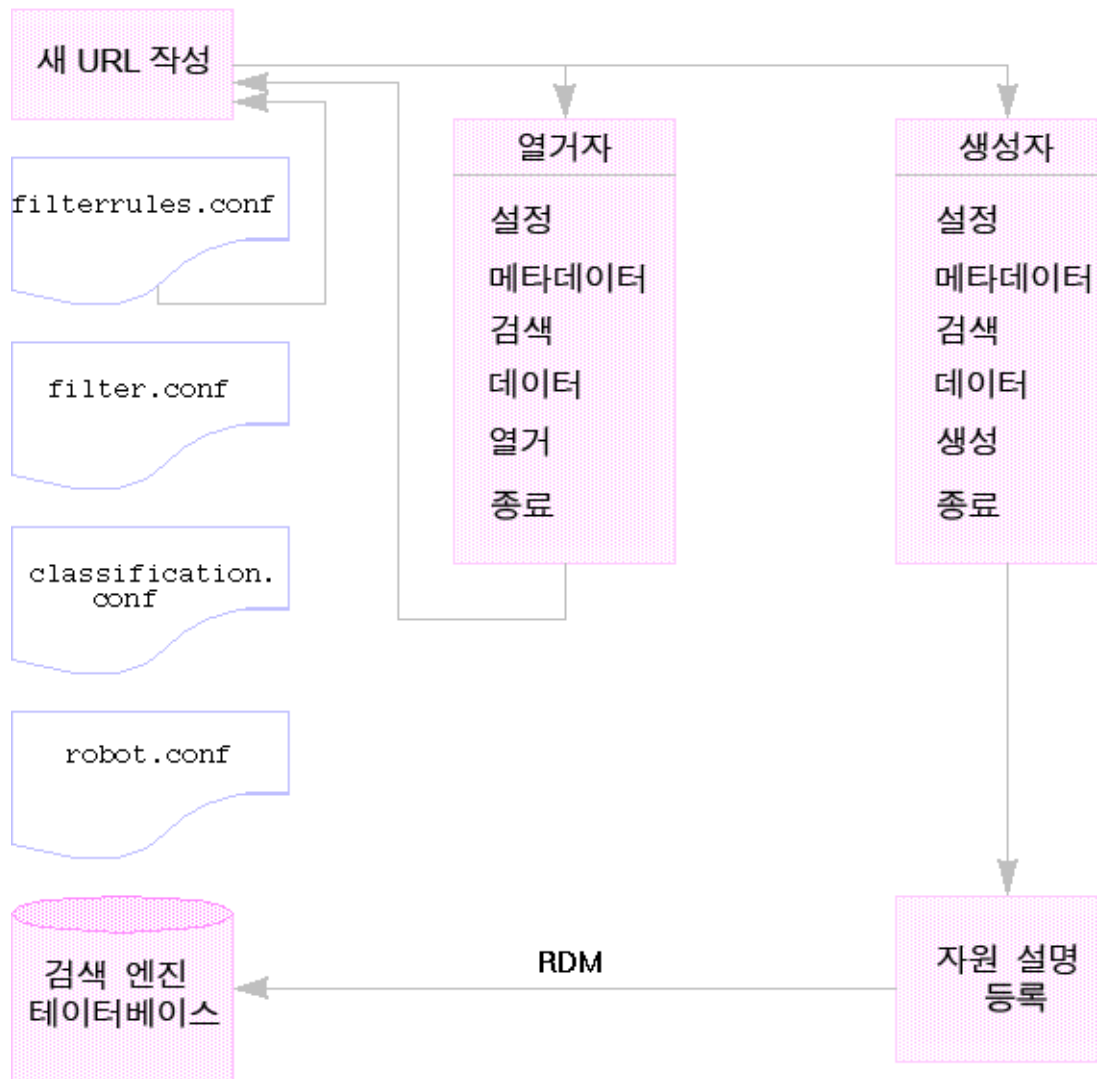 새 URL 작성
filterrules.conf
filter.conf
classification.
conf
robot.conf
열거자
설정
메타데이터
검색
데이터
열거
종료
생성자
설정
메타데이터
검색
데이터
생성
종료
자원 설명
등록
RDM
검색 엔진
테이터베이스